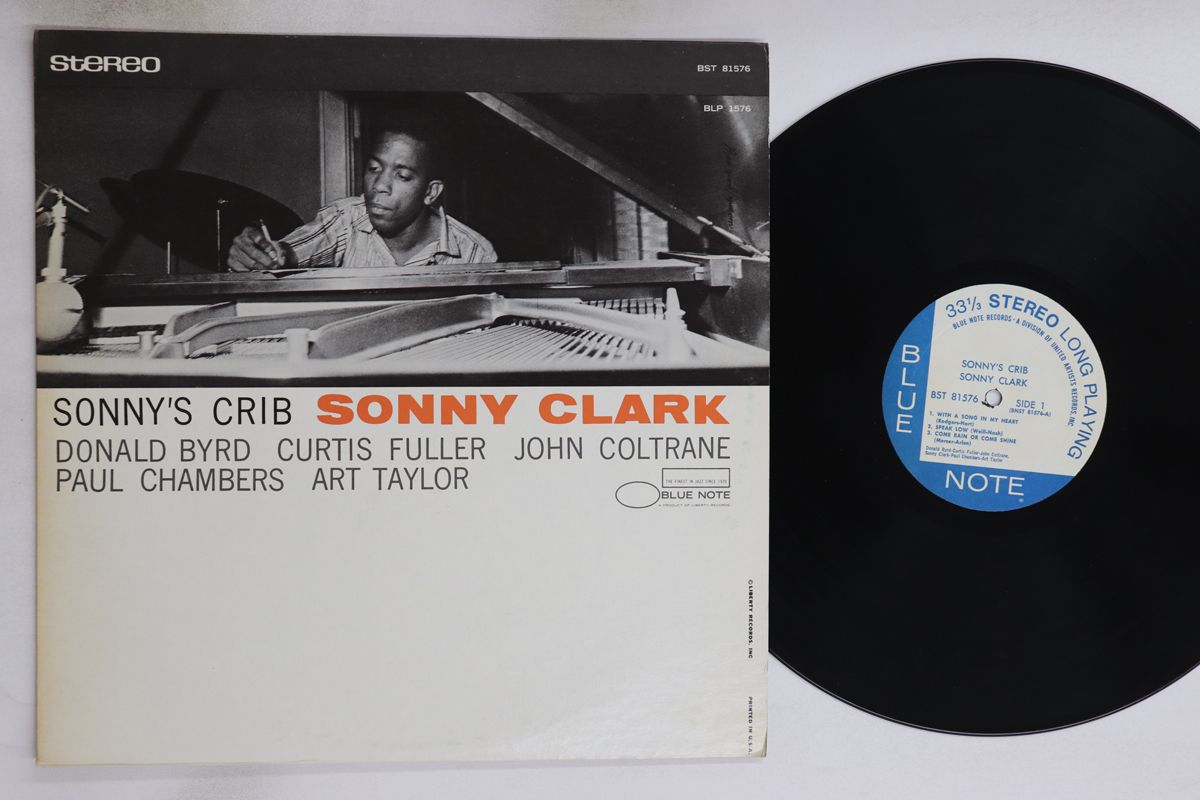 stereo
BST 81576
BLP 1576
SONNY'S CRIB SONNY CLARK
DONALD BYRD CURTIS FULLER JOHN COLTRANE
PAUL CHAMBERS ART TAYLOR
THE FINEST IN JAZZ SINCE 1939
BLUE NOTE
A PRODUCT OF LIBERTY RECORDS
© LIBERTY RECORDS, INC
PRINTED IN U.S.A.
33 1/3 STEREO LONG PLAYING
BLUE NOTE RECORDS · A DIVISION OF UNITED ARTISTS RECORDS, INC.
SONNY'S CRIB
SONNY CLARK
BST 81576
SIDE 1
(BNST 81576-A)
1. WITH A SONG IN MY HEART
(Rodgers-Hart)
2. SPEAK LOW (Weill-Nash)
3. COME RAIN OR COME SHINE
(Mercer-Arlen)
Donald Byrd-Curtis Fuller-John Coltrane,
Sonny Clark-Paul Chambers-Art Taylor
BLUE
NOTE
®